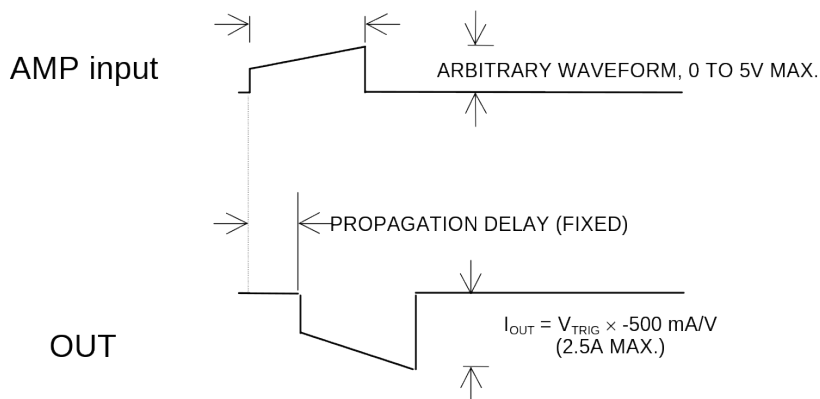 AMP input
ARBITRARY WAVEFORM, 0 TO 5V MAX.
PROPAGATION DELAY (FIXED)
OUT
IOUT = VTRIG × -500 mA/V
(2.5A MAX.)